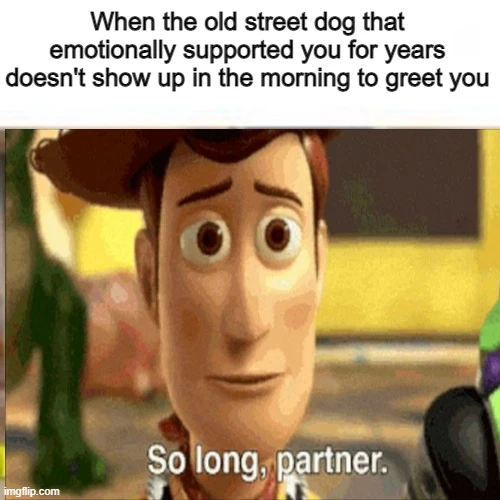 When the old street dog that
emotionally supported you for years
doesn't show up in the morning to greet you
So long, partner.
imgflip.com